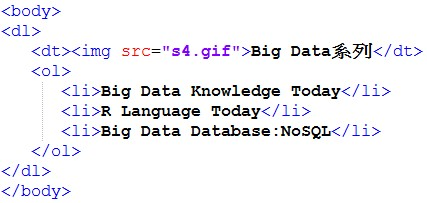 <body>
<dl>
<dt><img src="s4.gif">Big Data系列</dt>
<ol>
<li>Big Data Knowledge Today</li>
<li>R Language Today</li>
<li>Big Data Database:NoSQL</li>
</ol>
</dl>
</body>